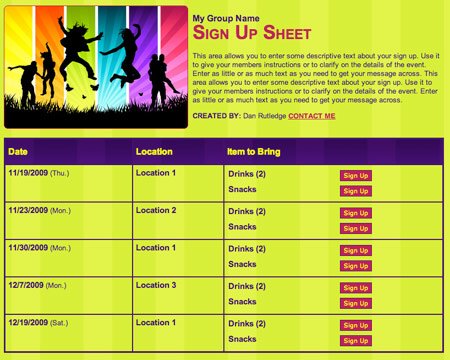 My Group Name
Sign Up Sheet
This area allows you to enter some descriptive text about your sign up. Use it
to give your members instructions or to clarify on the details of the event.
Enter as little or as much text as you need to get your message across. This
area allows you to enter some descriptive text about your sign up. Use it to
give your members instructions or to clarify on the details of the event. Enter
as little or as much text as you need to get your message across.
CREATED BY: Dan Rutledge CONTACT ME
Date Location Item to Bring
11/19/2009 (Thu.) Location 1 Drinks (2) Sign Up
Snacks Sign Up
11/23/2009 (Mon.) Location 2 Drinks (2) Sign Up
Snacks Sign Up
11/30/2009 (Mon.) Location 1 Drinks (2) Sign Up
Snacks Sign Up
12/7/2009 (Mon.) Location 3 Drinks (2) Sign Up
Snacks Sign Up
12/19/2009 (Sat.) Location 1 Drinks (2) Sign Up
Snacks Sign Up